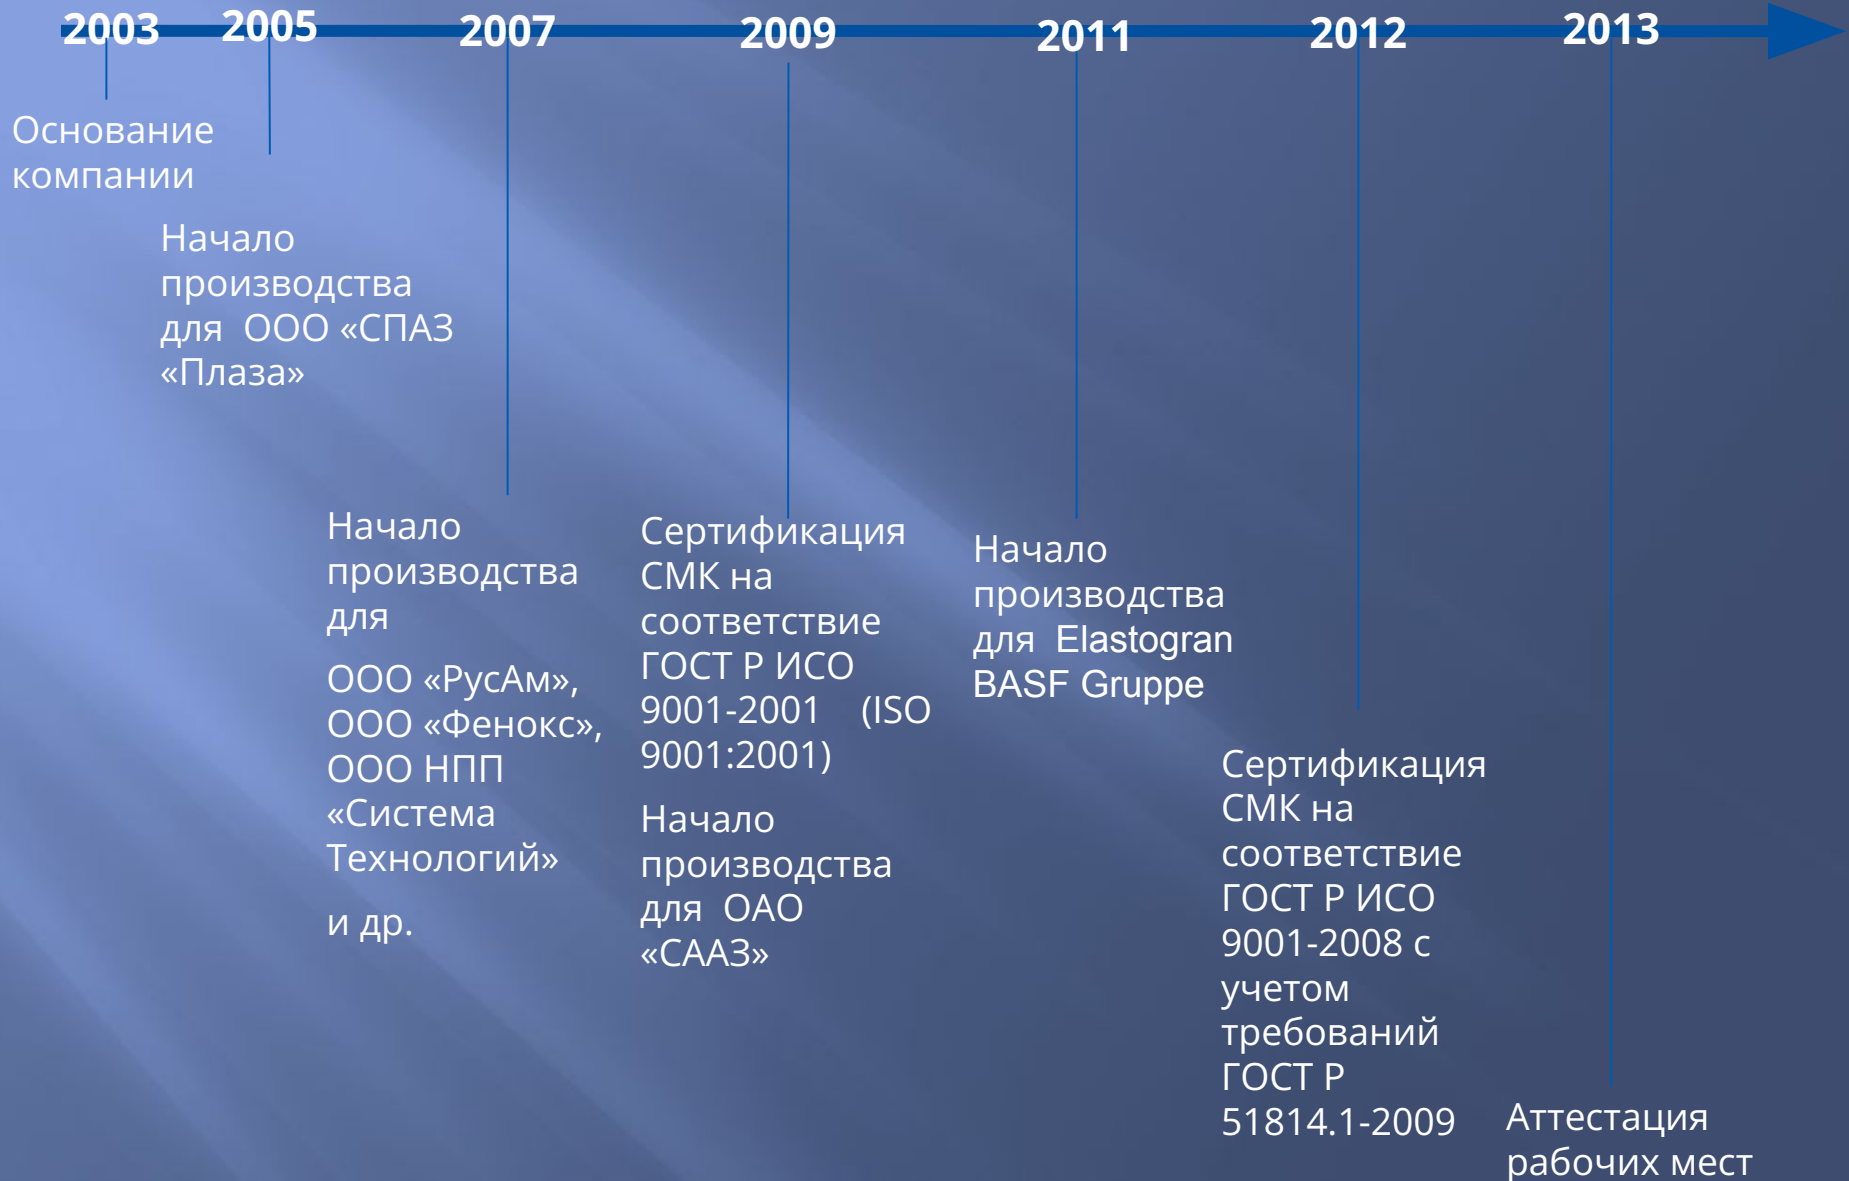 2003
2005
2007
2009
2011
2012
2013
Основание
компании
Начало
производства
для ООО «СПАЗ
«Плаза»
Начало
производства
для
ООО «РусАм»,
ООО «Фенокс»,
ООО НПП
«Система
Технологий»
и др.
Сертификация
СМК на
соответствие
ГОСТ Р ИСО
9001-2001 (ISO
9001:2001)
Начало
производства
для ОАО
«СААЗ»
Начало
производства
для Elastogran
BASF Gruppe
Сертификация
СМК на
соответствие
ГОСТ Р ИСО
9001-2008 с
учетом
требований
ГОСТ Р
51814.1-2009
Аттестация
рабочих мест